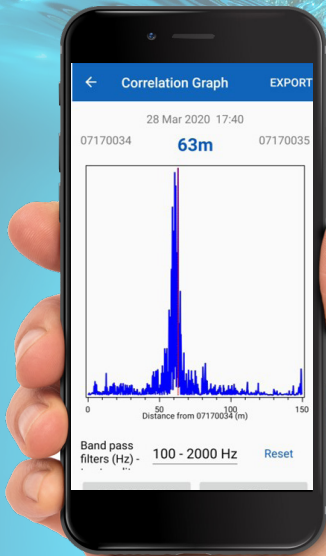 ← Correlation Graph EXPORT
28 Mar 2020 17:40
07170034 63m 07170035
0 50 100 150
Distance from 07170034 (m)
Band pass
filters (Hz) - 100 - 2000 Hz Reset